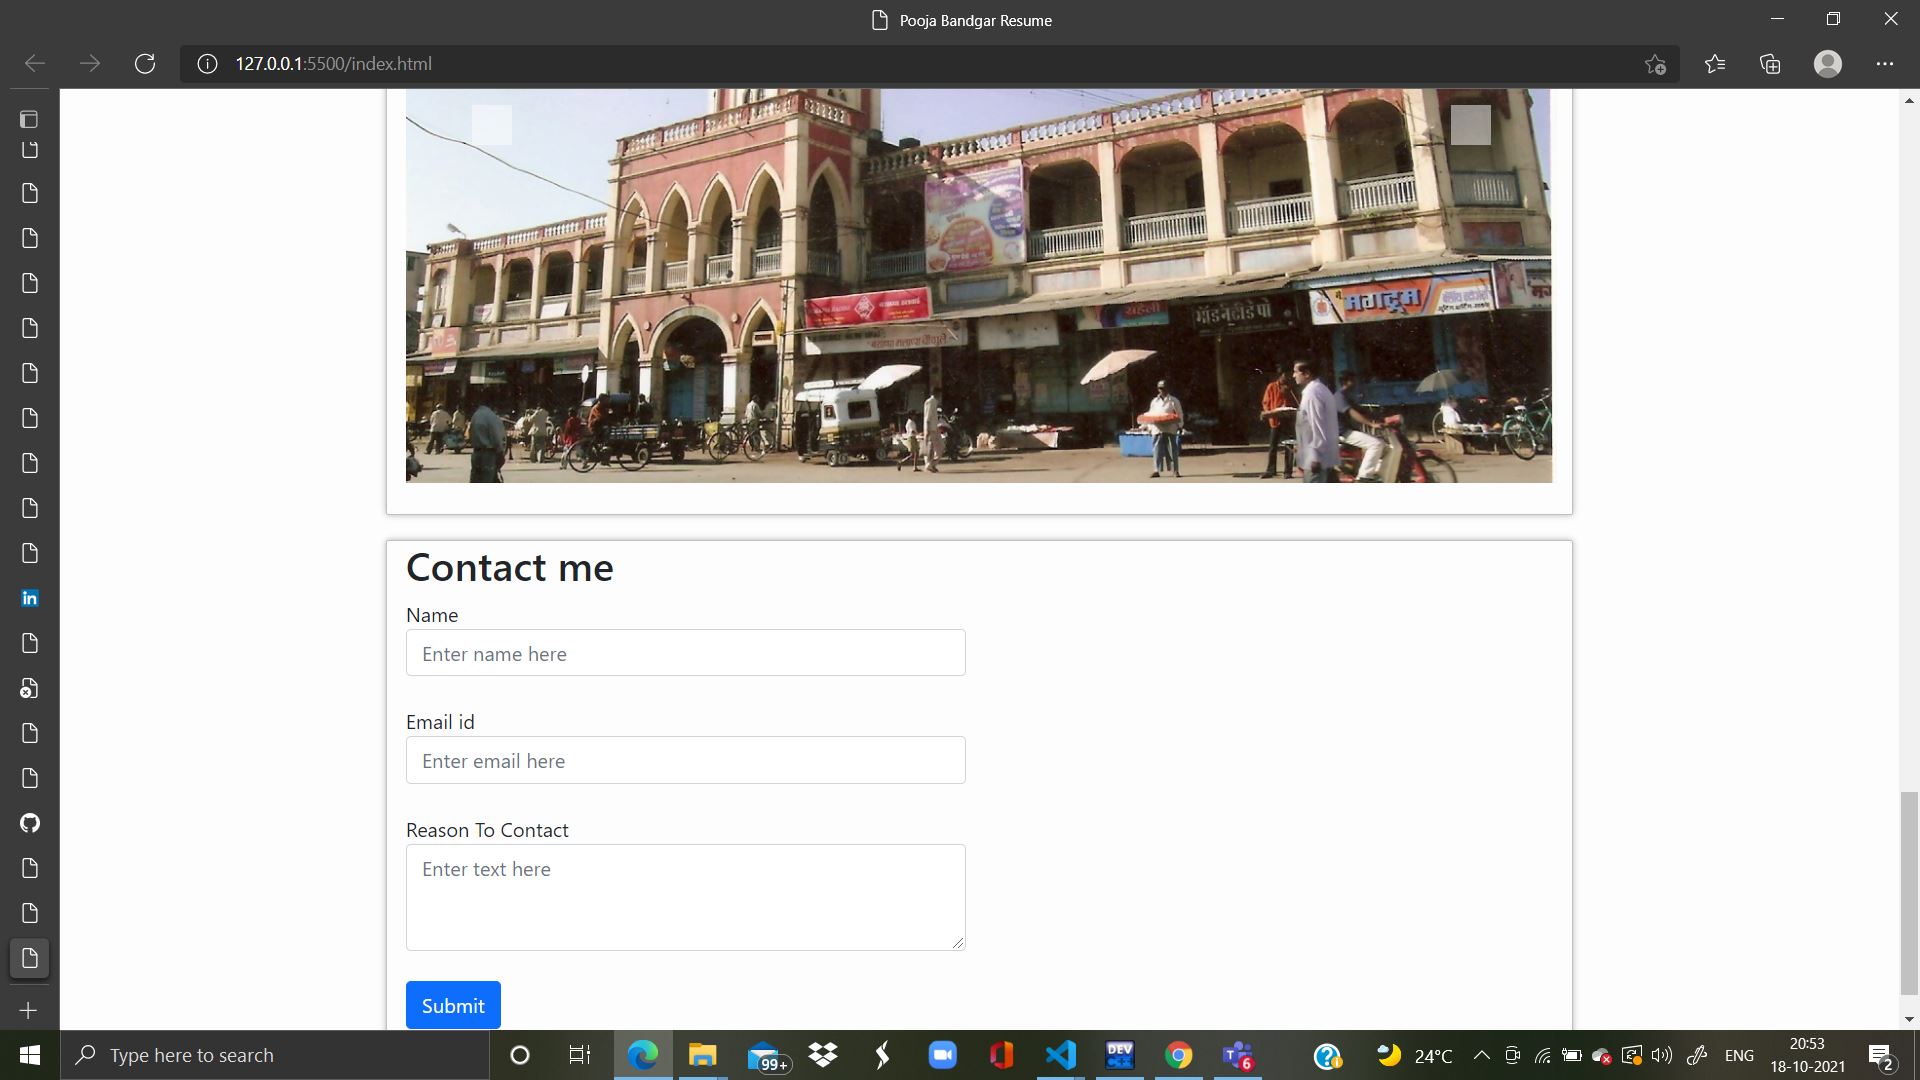 Pooja Bandgar Resume
127.0.0.1:5500/index.html
मगदूम
Contact me
Name
Enter name here
Email id
Enter email here
Reason To Contact
Enter text here
Submit
Type here to search
99+
DEV
C++
6
24°C
ENG
20:53
18-10-2021
2